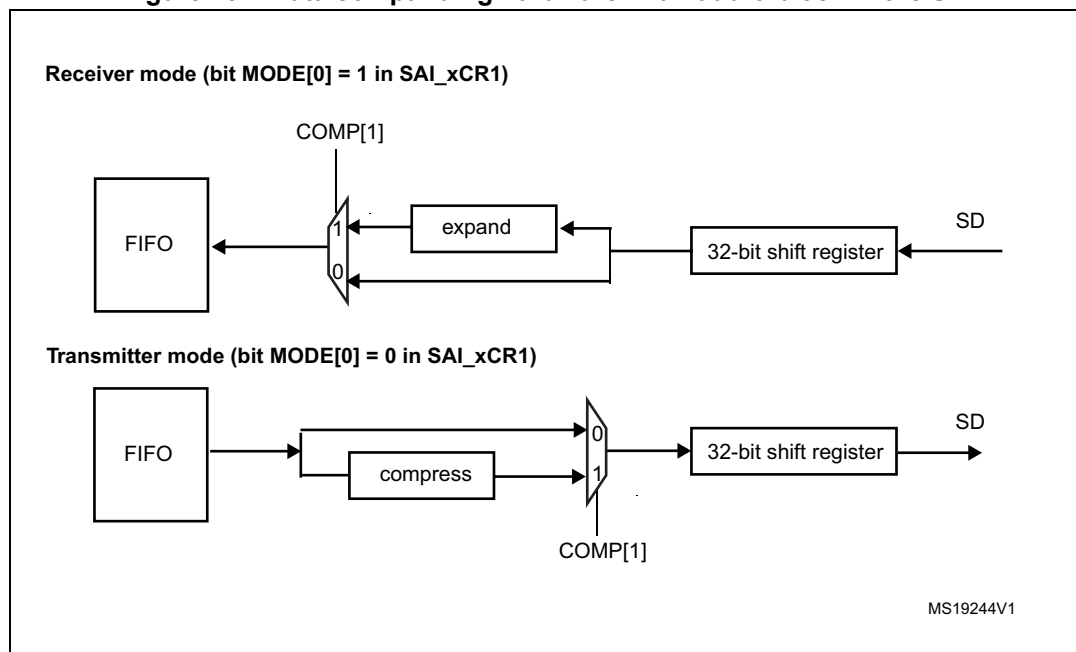 Receiver mode (bit MODE[0] = 1 in SAI_xCR1)
COMP[1]
FIFO
1
0
expand
32-bit shift register
SD
Transmitter mode (bit MODE[0] = 0 in SAI_xCR1)
FIFO
compress
0
1
COMP[1]
32-bit shift register
SD
MS19244V1